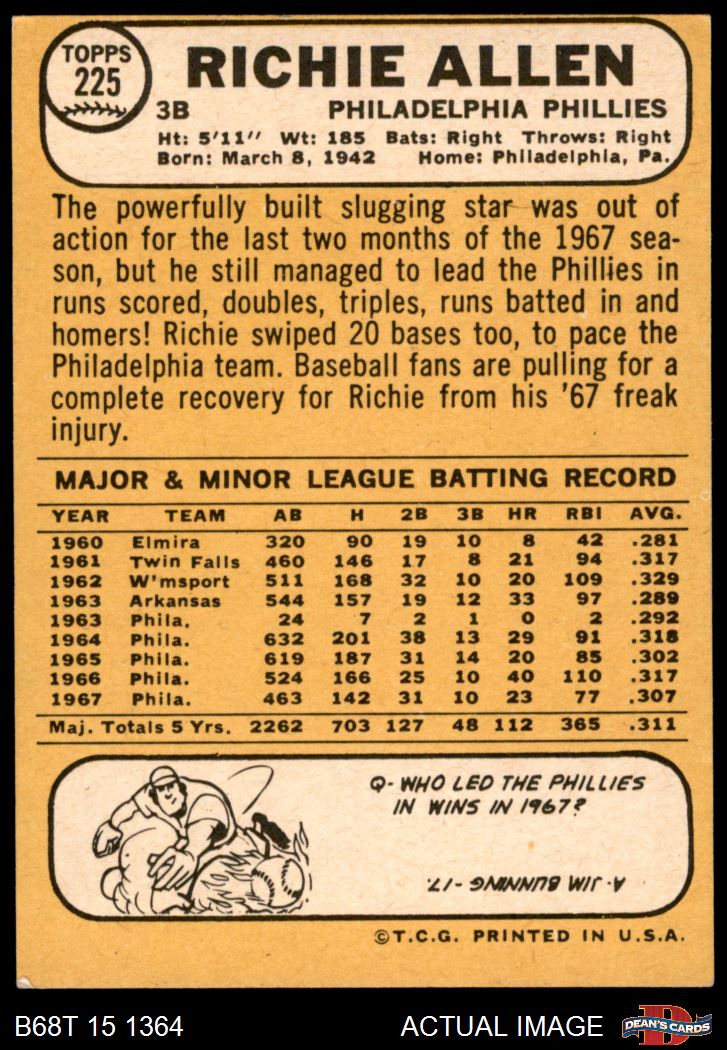 TOPPS
225
RICHIE ALLEN
3B PHILADELPHIA PHILLIES
Ht: 5'11" Wt: 185 Bats: Right Throws: Right
Born: March 8, 1942 Home: Philadelphia, Pa.
The powerfully built slugging star was out of
action for the last two months of the 1967 sea-
son, but he still managed to lead the Phillies in
runs scored, doubles, triples, runs batted in and
homers! Richie swiped 20 bases too, to pace the
Philadelphia team. Baseball fans are pulling for a
complete recovery for Richie from his '67 freak
injury.
MAJOR & MINOR LEAGUE BATTING RECORD
YEAR TEAM AB H 2B 3B HR RBI AVG.
1960 Elmira 320 90 19 10 8 42 .281
1961 Twin Falls 460 146 17 8 21 94 .317
1962 W'msport 511 168 32 10 20 109 .329
1963 Arkansas 544 157 19 12 33 97 .289
1963 Phila. 24 7 2 1 0 2 .292
1964 Phila. 632 201 38 13 29 91 .318
1965 Phila. 619 187 31 14 20 85 .302
1966 Phila. 524 166 25 10 40 110 .317
1967 Phila. 463 142 31 10 23 77 .307
Maj. Totals 5 Yrs. 2262 703 127 48 112 365 .311
Q- WHO LED THE PHILLIES
IN WINS IN 1967?
A- JIM BUNNING -17.
©T.C.G. PRINTED IN U.S.A.
B68T 15 1364 ACTUAL IMAGE D DEAN'S CARDS